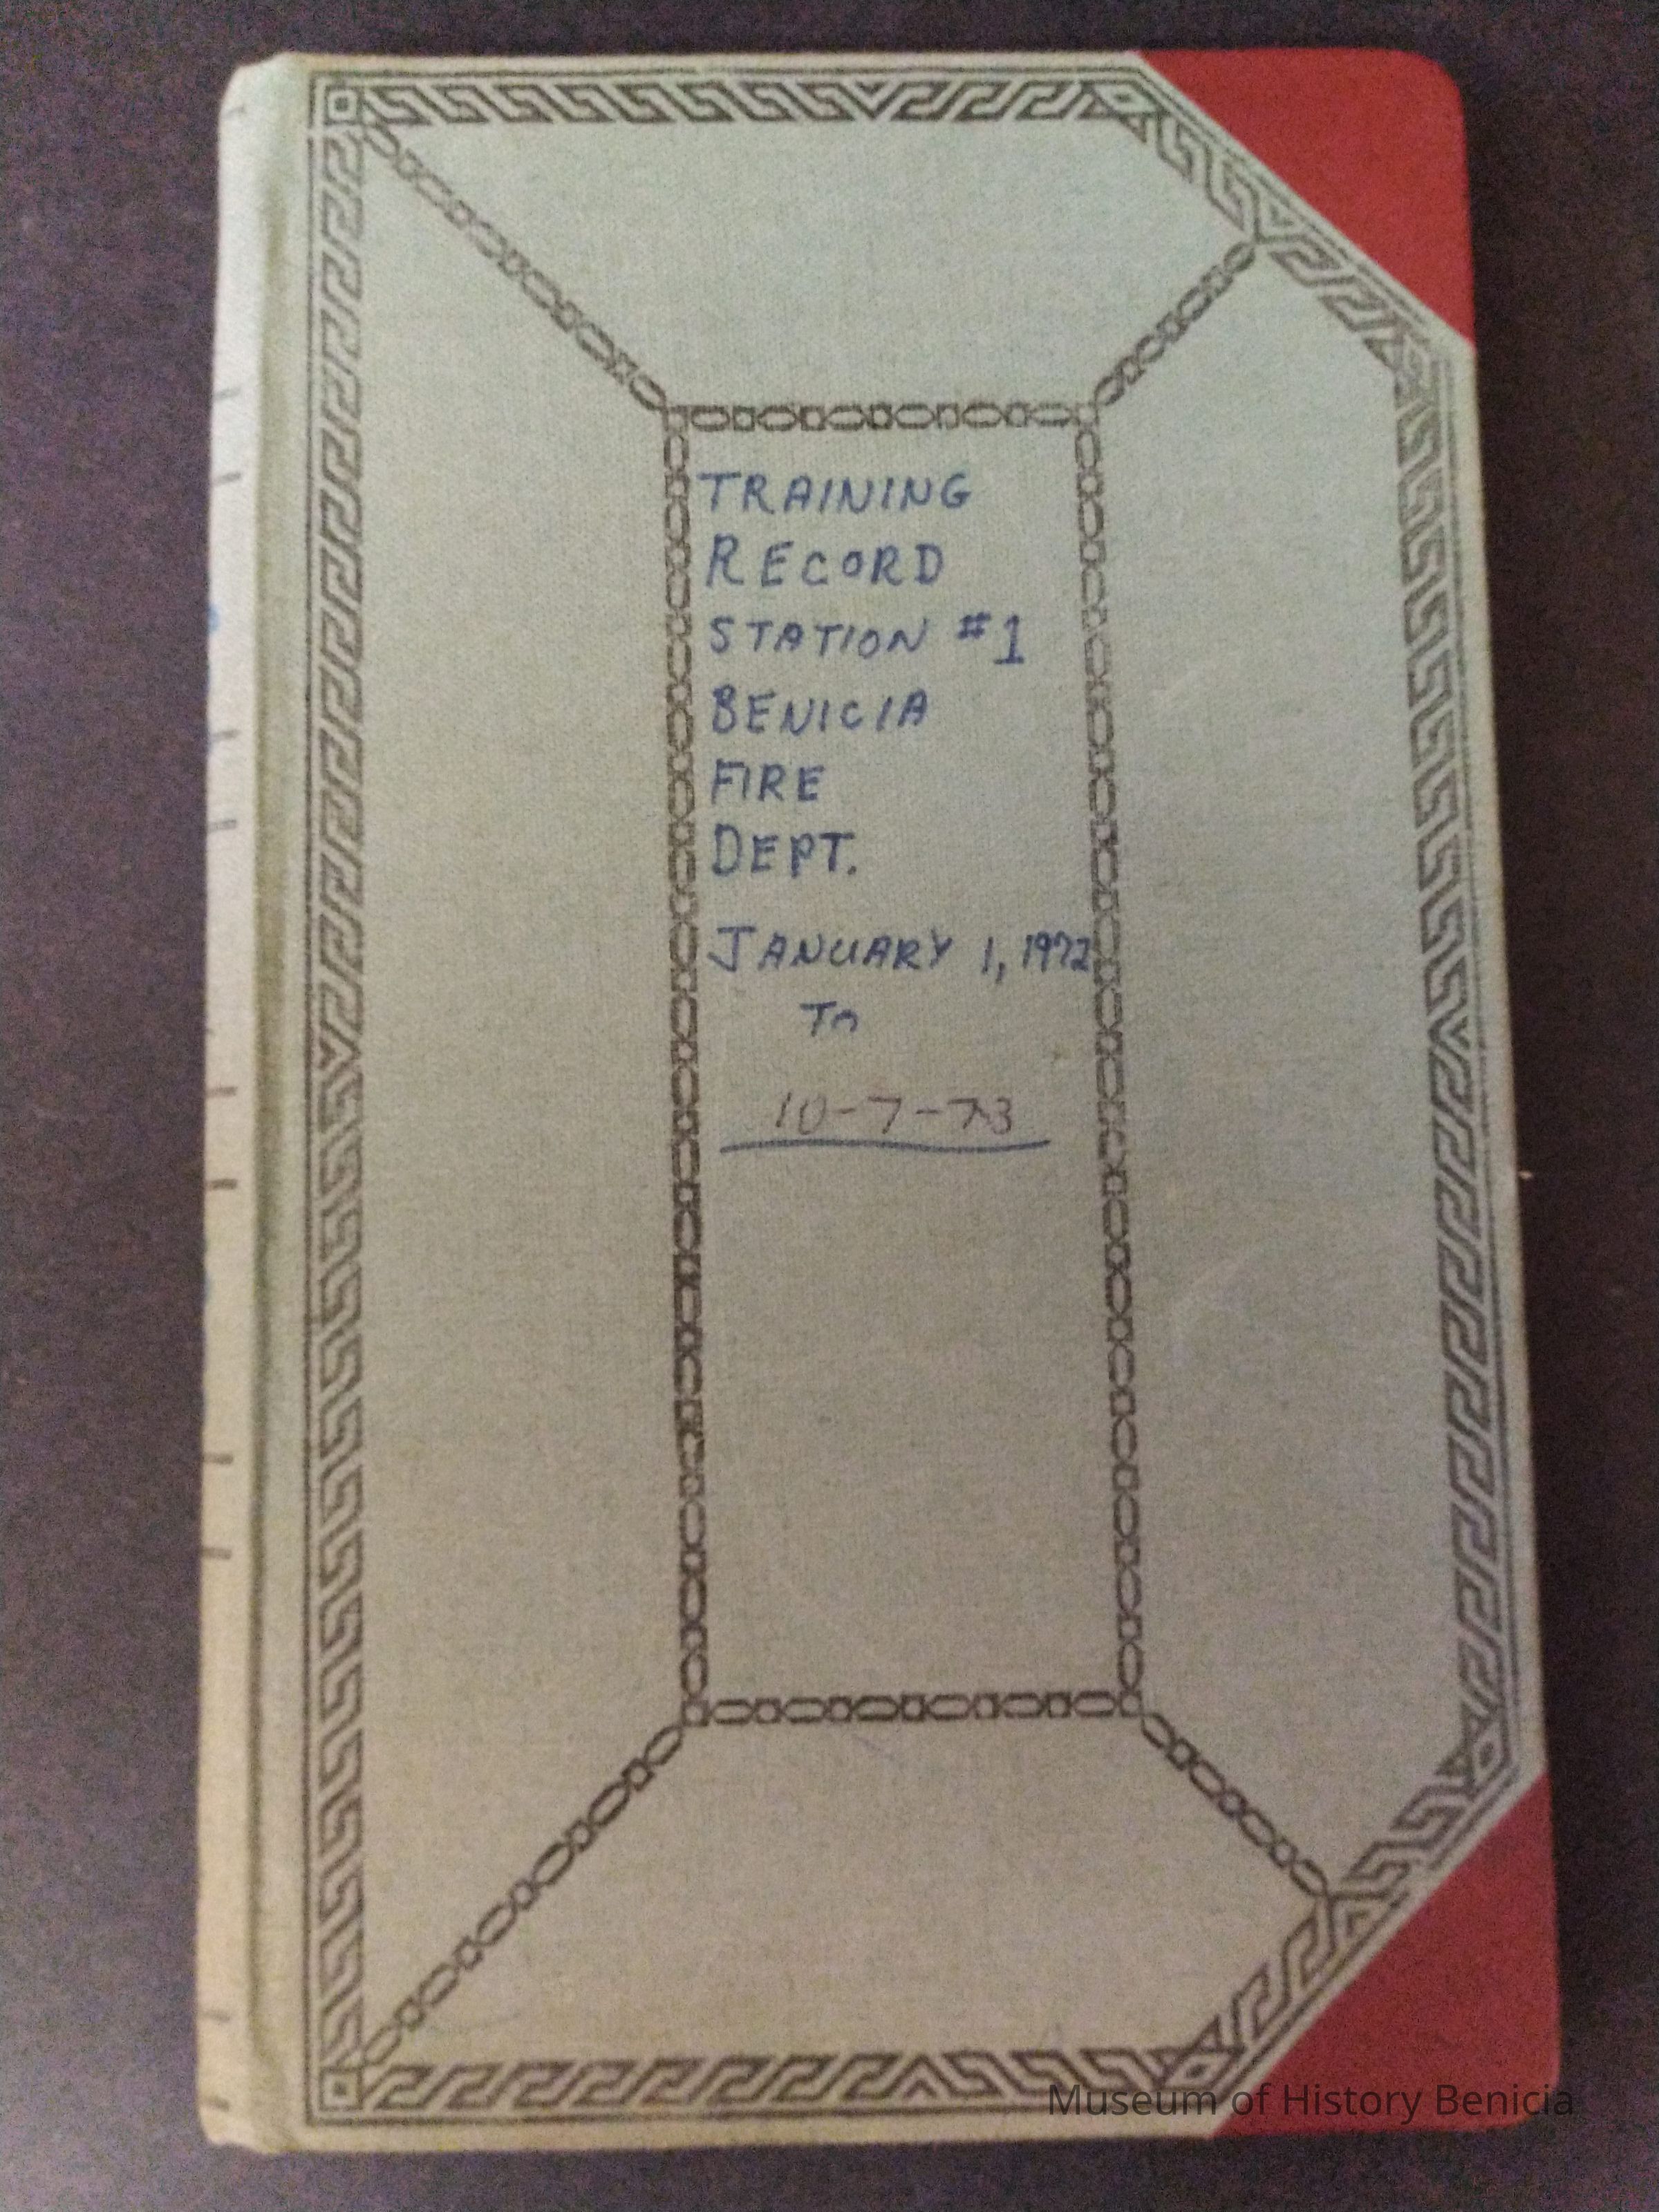 TRAINING
RECORD
STATION #1
BENICIA
FIRE
DEPT.
JANUARY 1, 1972
To
10-7-73
Museum of History Benicia